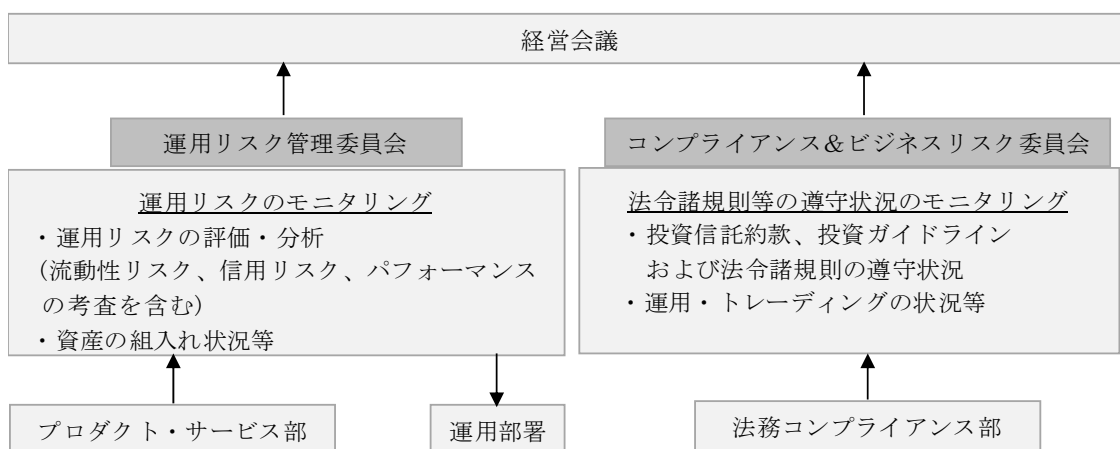 経営会議
運用リスク管理委員会
運用リスクのモニタリング
・運用リスクの評価・分析
(流動性リスク、信用リスク、パフォーマンス
の考査を含む)
・資産の組入れ状況等
プロダクト・サービス部
運用部署
コンプライアンス&ビジネスリスク委員会
法令諸規則等の遵守状況のモニタリング
・投資信託約款、投資ガイドライン
および法令諸規則の遵守状況
・運用・トレーディングの状況等
法務コンプライアンス部